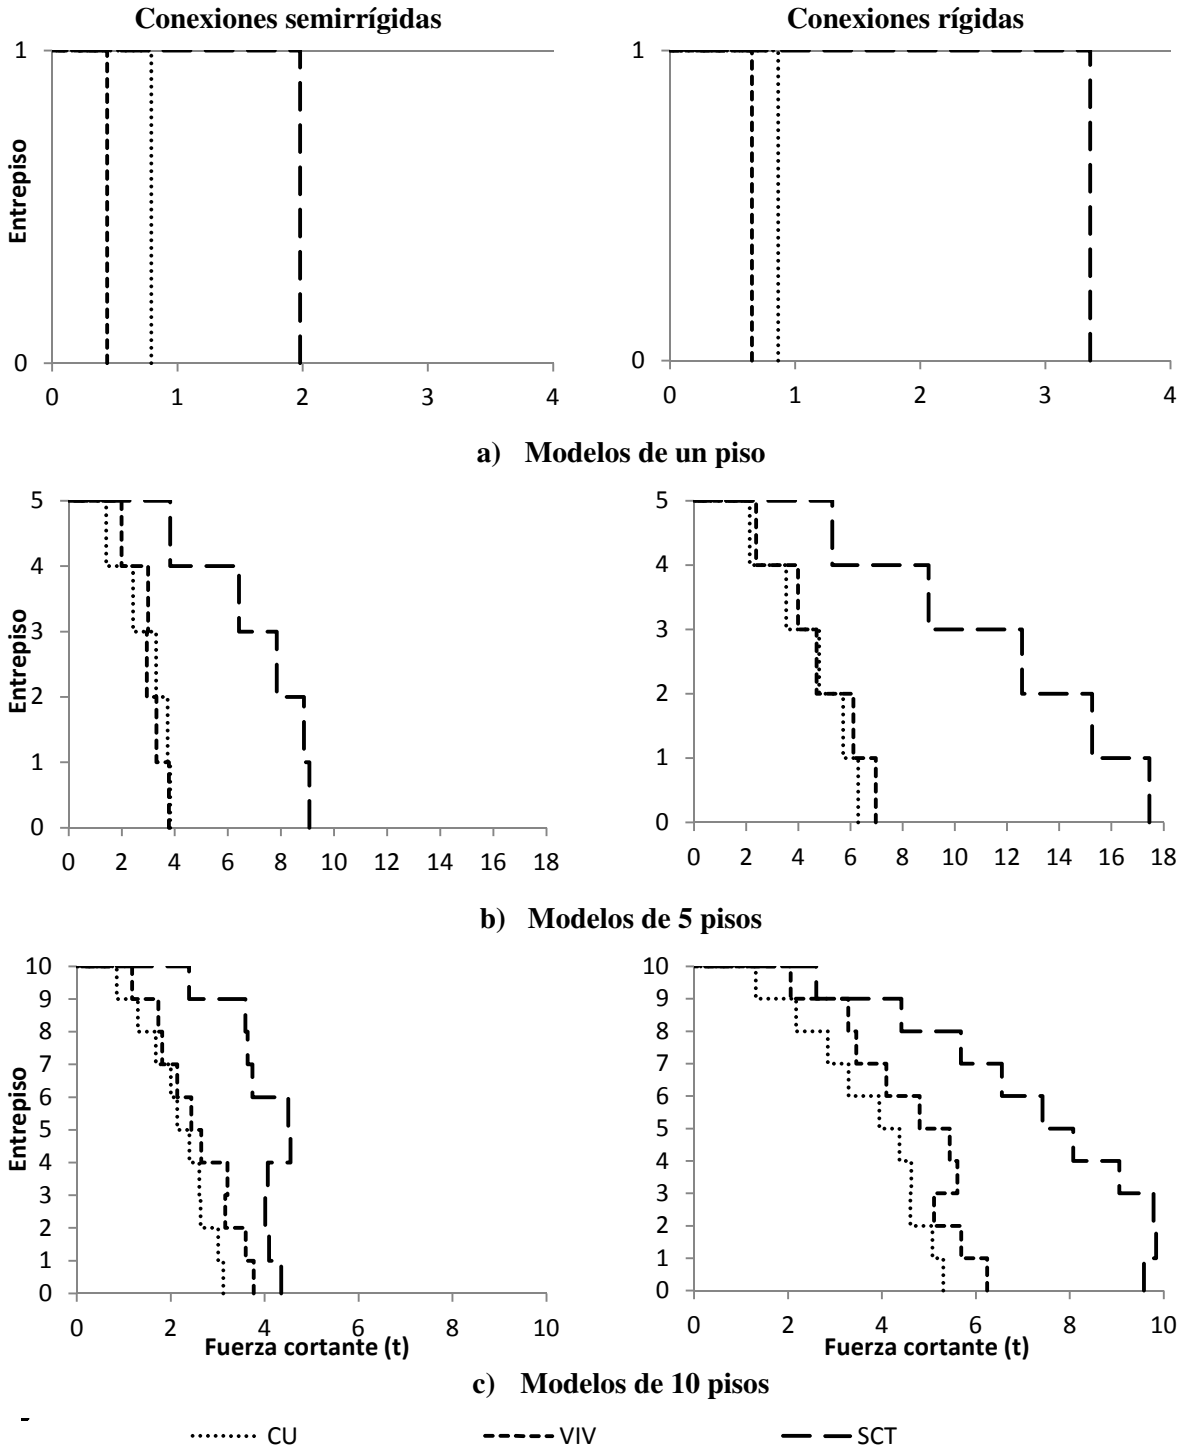 Conexiones semirrígidas
Conexiones rígidas
1
0
Entrepiso
0 1 2 3 4
1
0
0 1 2 3 4
a) Modelos de un piso
5
4
3
2
1
0
Entrepiso
0 2 4 6 8 10 12 14 16 18
5
4
3
2
1
0
0 2 4 6 8 10 12 14 16 18
b) Modelos de 5 pisos
10
9
8
7
6
5
4
3
2
1
0
Entrepiso
0 2 4 6 8 10
Fuerza cortante (t)
10
9
8
7
6
5
4
3
2
1
0
0 2 4 6 8 10
Fuerza cortante (t)
c) Modelos de 10 pisos
CU VIV SCT